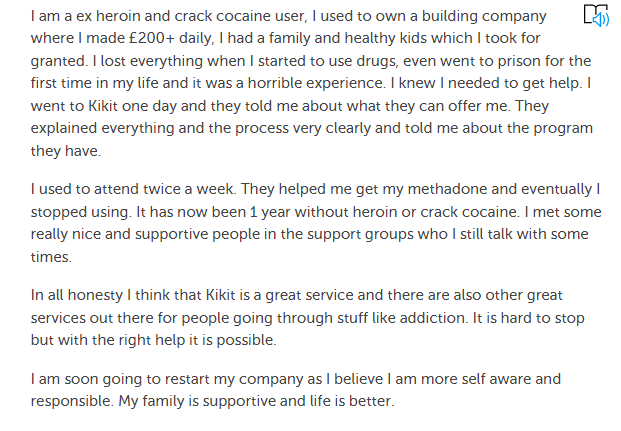 I am a ex heroin and crack cocaine user, I used to own a building company
where I made £200+ daily, I had a family and healthy kids which I took for
granted. I lost everything when I started to use drugs, even went to prison for the
first time in my life and it was a horrible experience. I knew I needed to get help. I
went to Kikit one day and they told me about what they can offer me. They
explained everything and the process very clearly and told me about the program
they have.
I used to attend twice a week. They helped me get my methadone and eventually I
stopped using. It has now been 1 year without heroin or crack cocaine. I met some
really nice and supportive people in the support groups who I still talk with some
times.
In all honesty I think that Kikit is a great service and there are also other great
services out there for people going through stuff like addiction. It is hard to stop
but with the right help it is possible.
I am soon going to restart my company as I believe I am more self aware and
responsible. My family is supportive and life is better.